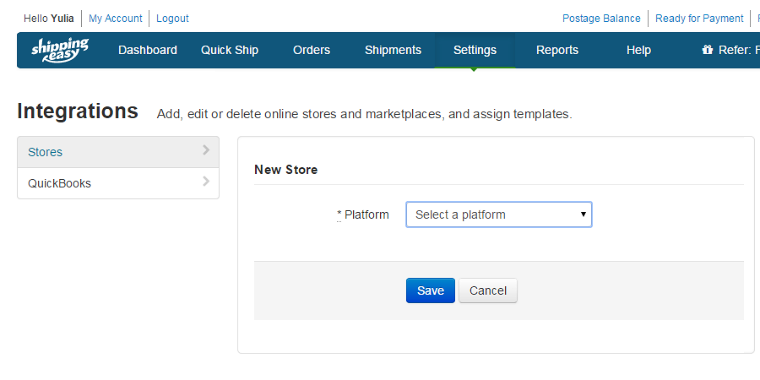 Hello Yulia My Account Logout Postage Balance Ready for Payment
shipping easy Dashboard Quick Ship Orders Shipments Settings Reports Help Refer:
Integrations Add, edit or delete online stores and marketplaces, and assign templates.
Stores
QuickBooks
New Store
* Platform Select a platform
Save Cancel